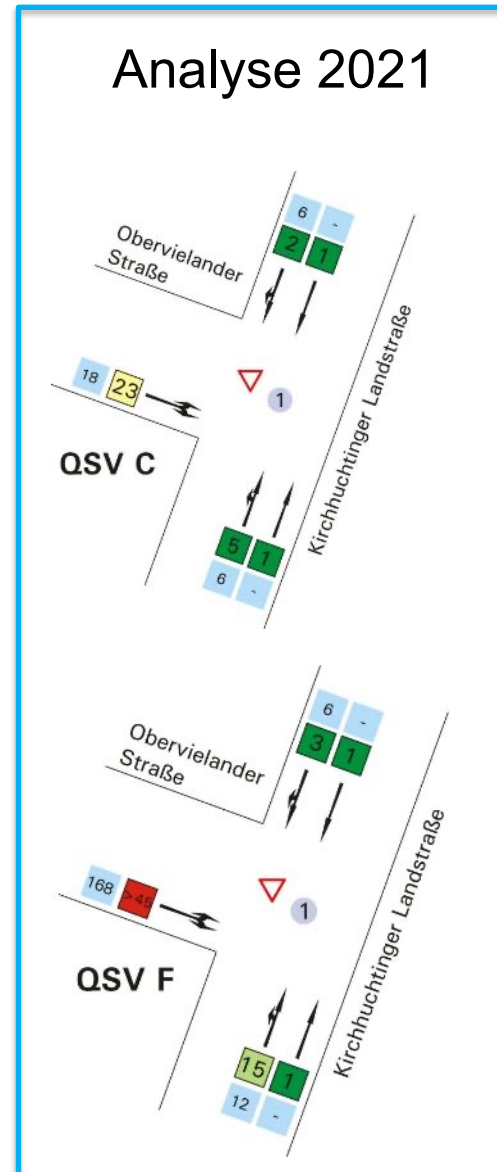 Analyse 2021
6 -
2 1
Obervielander
Straße
Kirchhuchtinger Landstraße
18 23
1
QSV C
5 1
6 -
6 -
3 1
Obervielander
Straße
Kirchhuchtinger Landstraße
168 >45
1
QSV F
15 1
12 -